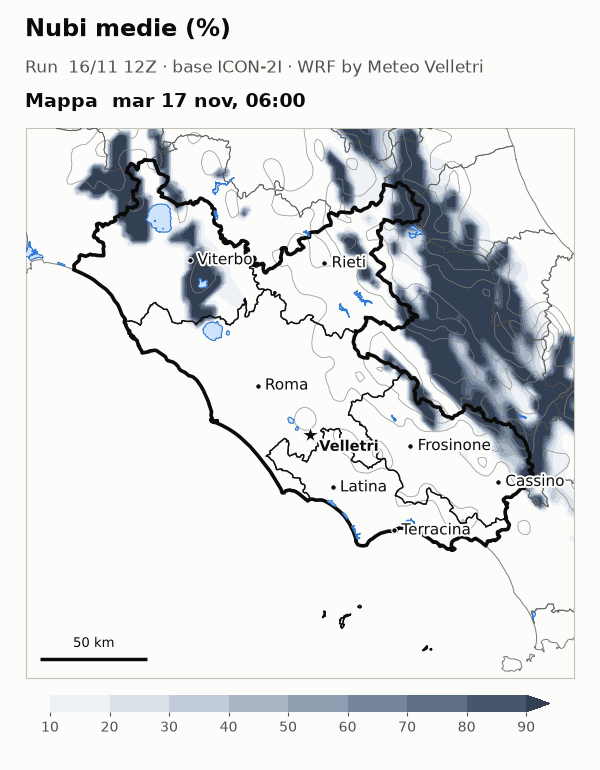 Nubi medie (%)
Run  16/11 12Z · base ICON-2I · WRF by Meteo Velletri
Mappa  mar 17 nov, 06:00
Viterbo
Rieti
Roma
Velletri
Frosinone
Cassino
Latina
Terracina
50 km
10 20 30 40 50 60 70 80 90